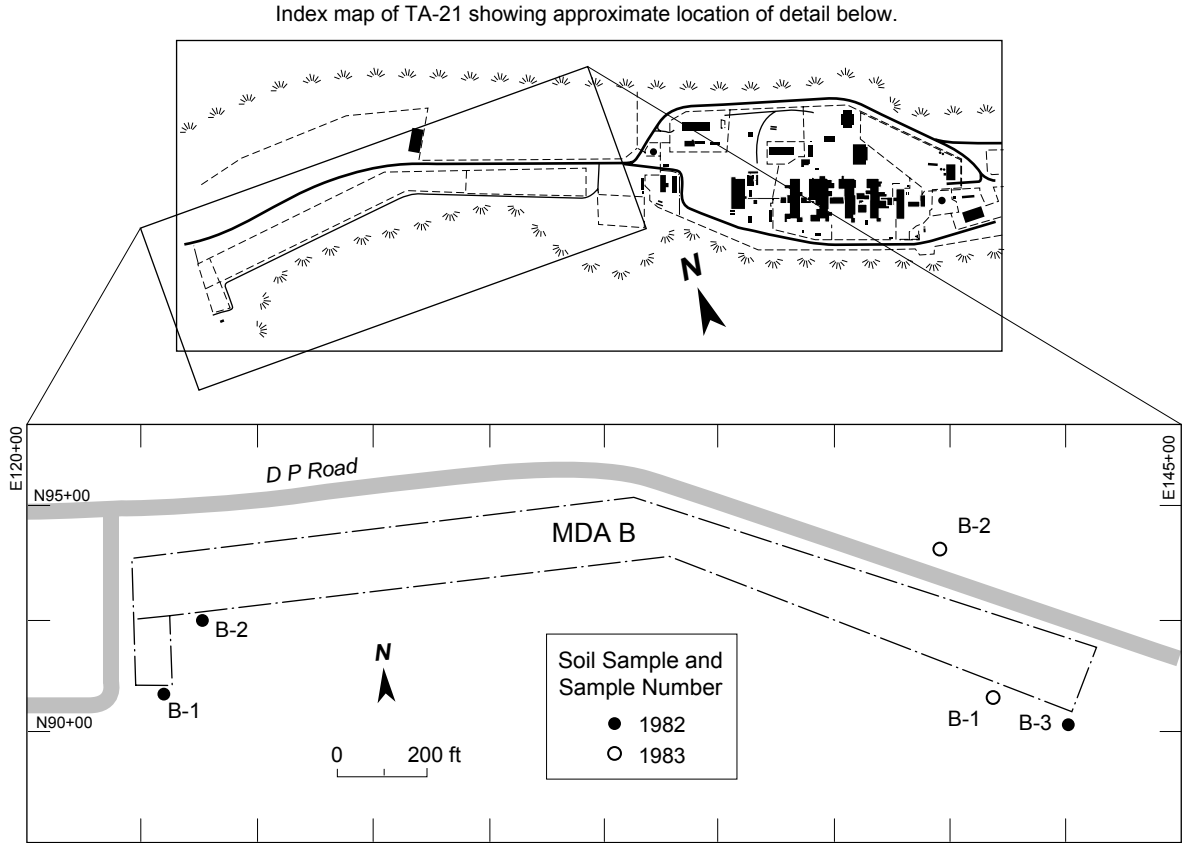 Index map of TA-21 showing approximate location of detail below.
N
E120+00
E145+00
D P Road
N95+00
MDA B
B-2
B-2
N
Soil Sample and
Sample Number
1982
1983
B-1
B-1
B-3
N90+00
0 200 ft